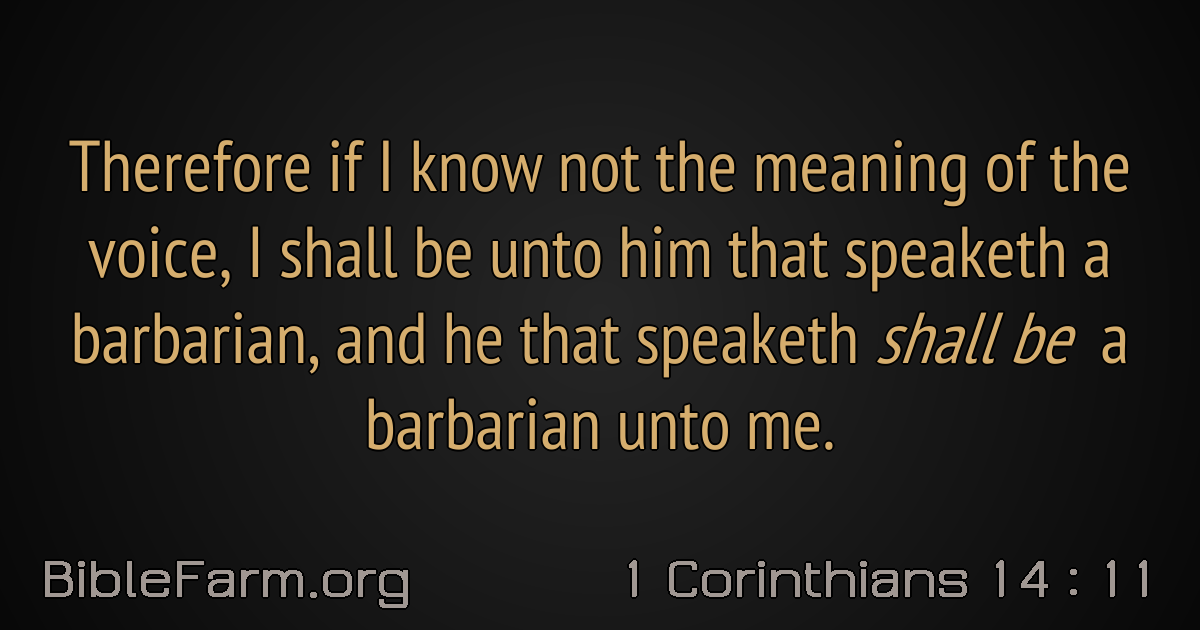 Therefore if I know not the meaning of the
voice, I shall be unto him that speaketh a
barbarian, and he that speaketh shall be a
barbarian unto me.
BibleFarm.org
1 Corinthians 14 : 11